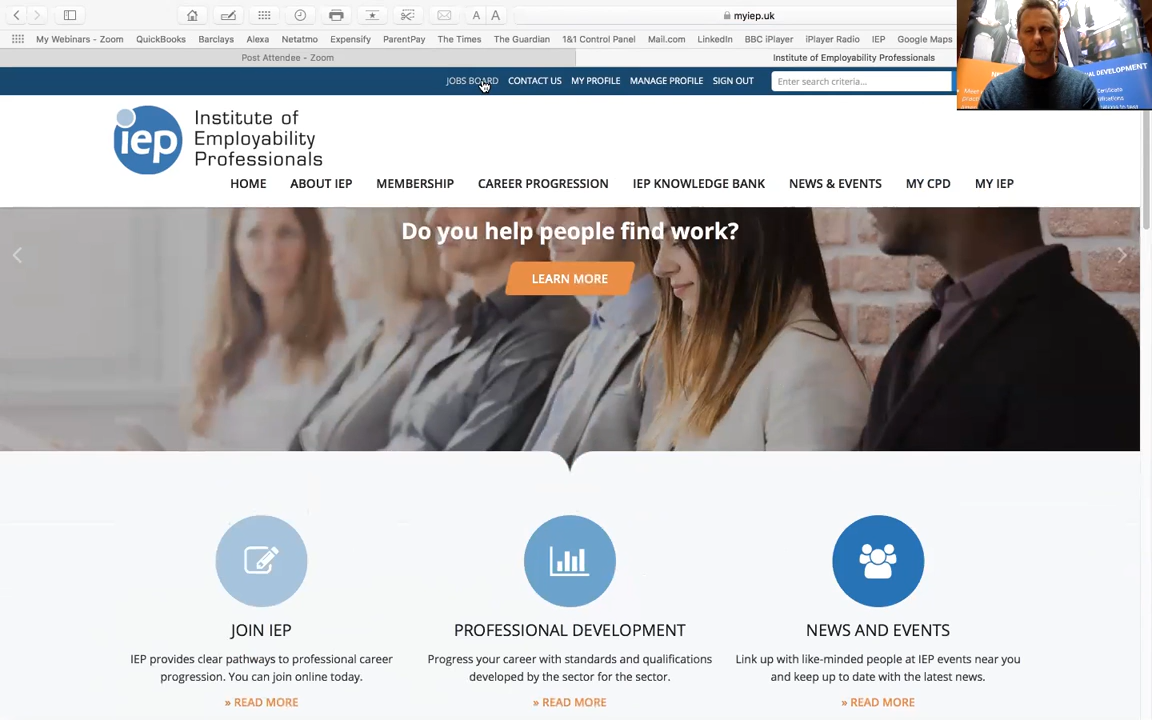 A A
myiep.uk
My Webinars - Zoom QuickBooks Barclays Alexa Netatmo Expensify ParentPay The Times The Guardian 1&1 Control Panel Mail.com LinkedIn BBC iPlayer iPlayer Radio IEP Google Maps
Post Attendee - Zoom Institute of Employability Professionals
JOBS BOARD CONTACT US MY PROFILE MANAGE PROFILE SIGN OUT Enter search criteria...
DEVELOPMENT
iep
Institute of
Employability
Professionals
HOME ABOUT IEP MEMBERSHIP CAREER PROGRESSION IEP KNOWLEDGE BANK NEWS & EVENTS MY CPD MY IEP
Do you help people find work?
LEARN MORE
JOIN IEP
IEP provides clear pathways to professional career
progression. You can join online today.
» READ MORE
PROFESSIONAL DEVELOPMENT
Progress your career with standards and qualifications
developed by the sector for the sector.
» READ MORE
NEWS AND EVENTS
Link up with like-minded people at IEP events near you
and keep up to date with the latest news.
» READ MORE